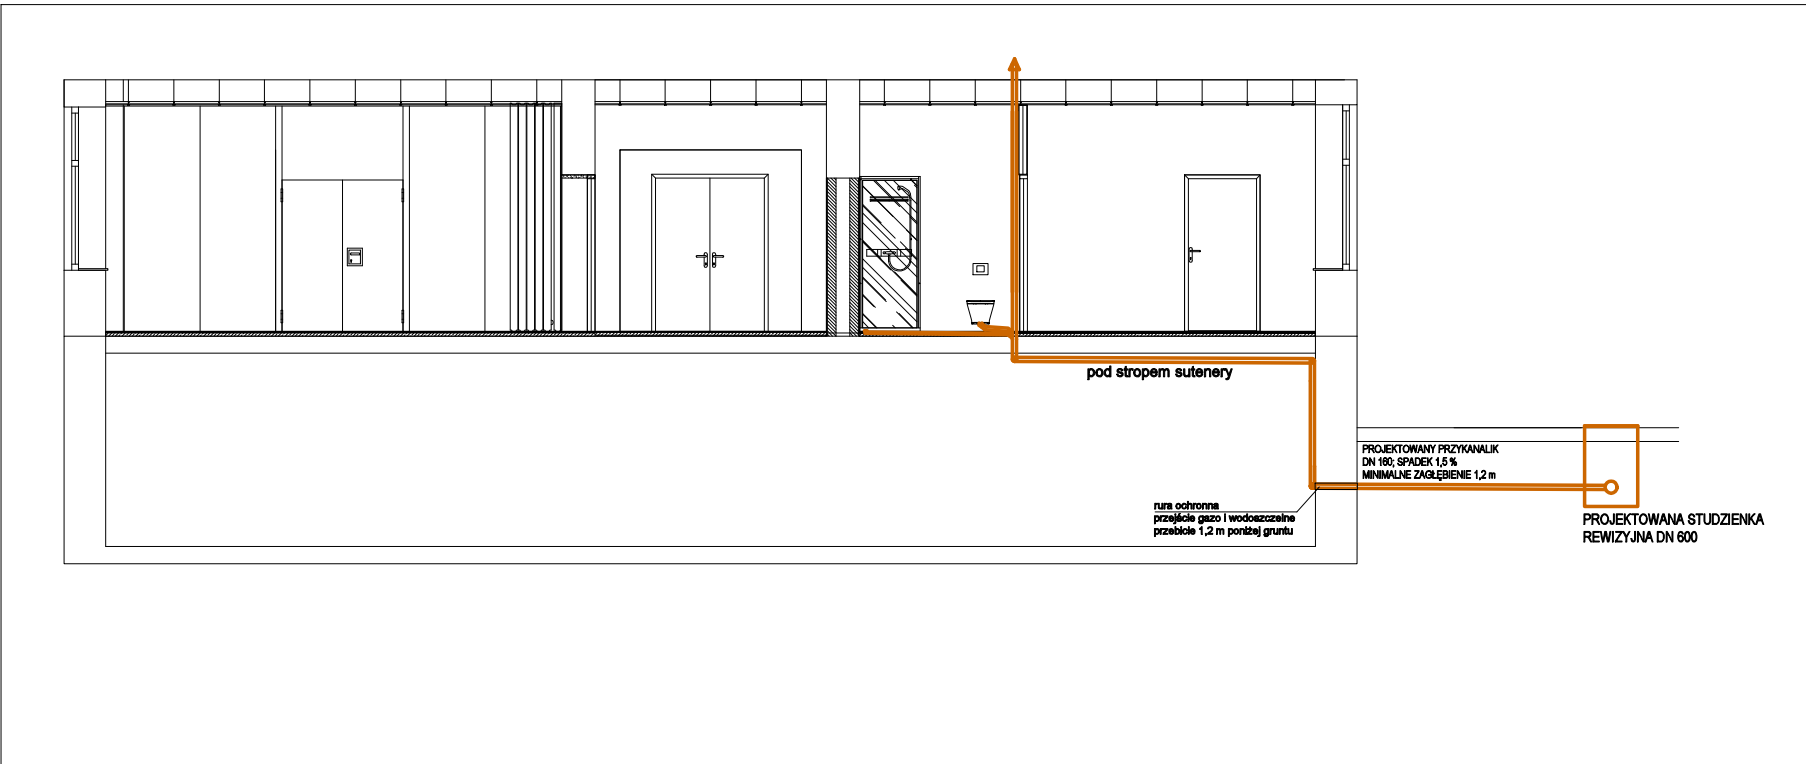 pod stropem sutenery
PROJEKTOWANY PRZYKANALIK
DN 160; SPADEK 1,5 %
MINIMALNE ZAGŁĘBIENIE 1,2 m
rura ochronna
przejście gazo i wodoszczelne
przebicie 1,2 m poniżej gruntu
PROJEKTOWANA STUDZIENKA
REWIZYJNA DN 600